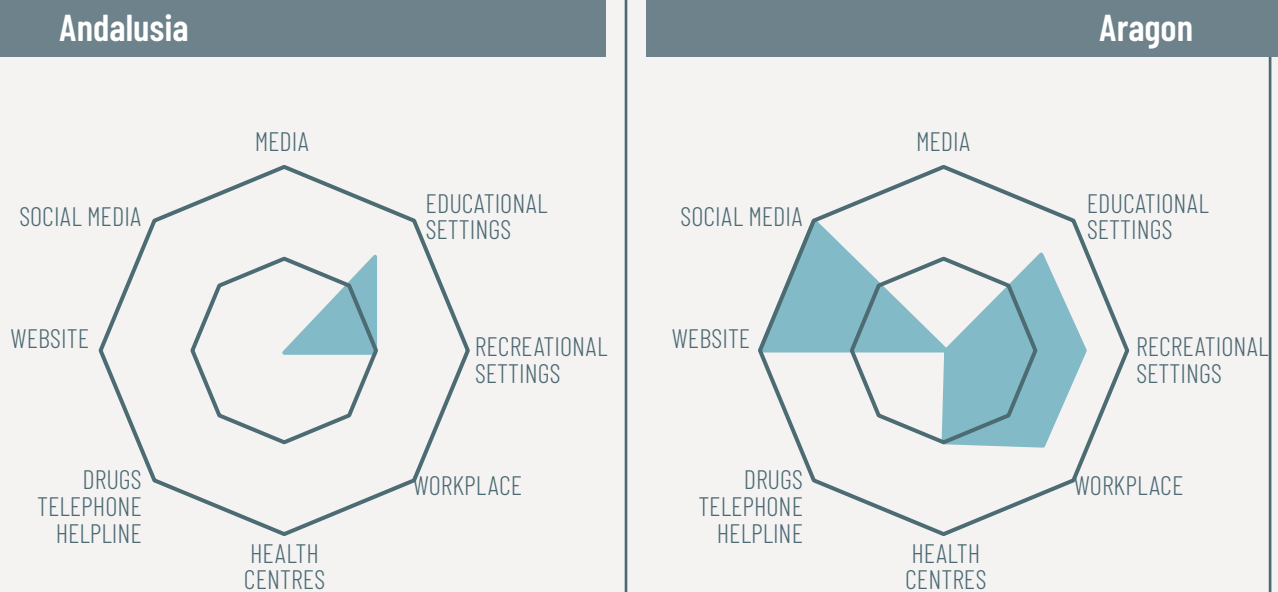 Andalusia
MEDIA
EDUCATIONAL
SETTINGS
SOCIAL MEDIA
WEBSITE
RECREATIONAL
SETTINGS
DRUGS
TELEPHONE
HELPLINE
WORKPLACE
HEALTH
CENTRES
Aragon
MEDIA
EDUCATIONAL
SETTINGS
SOCIAL MEDIA
WEBSITE
RECREATIONAL
SETTINGS
DRUGS
TELEPHONE
HELPLINE
WORKPLACE
HEALTH
CENTRES